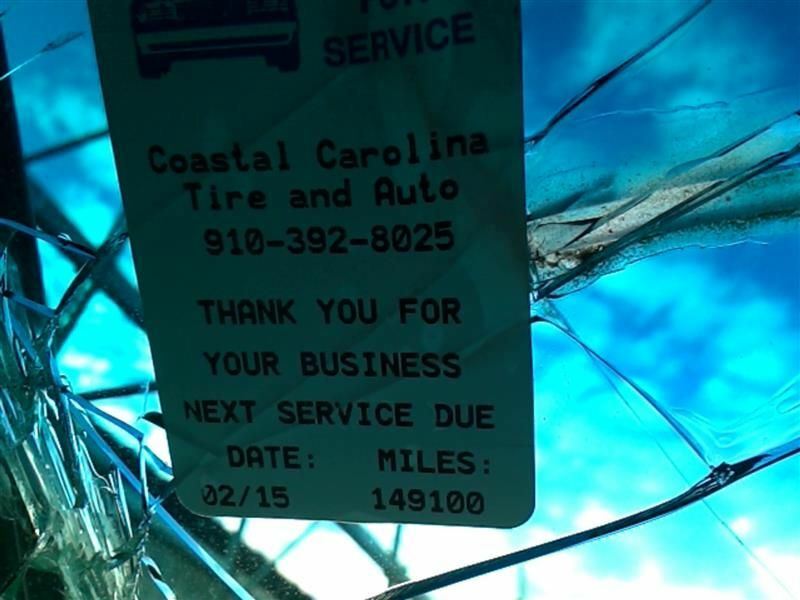 SERVICE
Coastal Carolina
Tire and Auto
910-392-8025
THANK YOU FOR
YOUR BUSINESS
NEXT SERVICE DUE
DATE: MILES:
02/15 149100